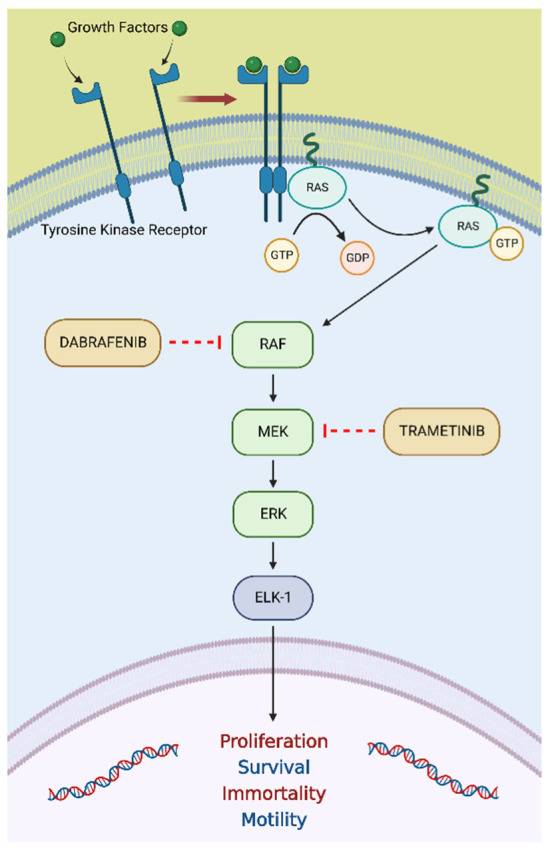 Growth Factors
RAS
Tyrosine Kinase Receptor
RAS
GTP
GTP
GDP
DABRAFENIB
RAF
MEK
TRAMETINIB
ERK
ELK-1
Proliferation
Survival
Immortality
Motility